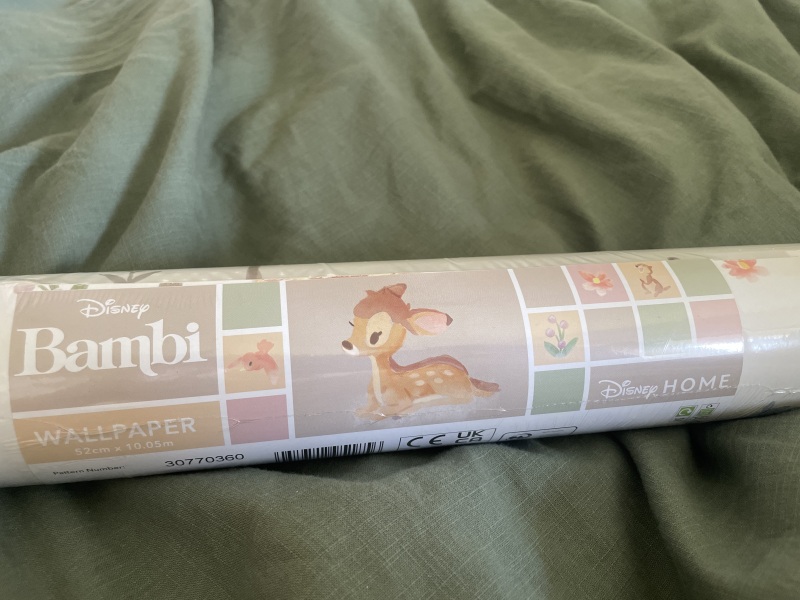 Disney
Bambi
WALLPAPER
52cm x 10.05m
Pattern Number:
30770360
CE UK CA
Disney HOME